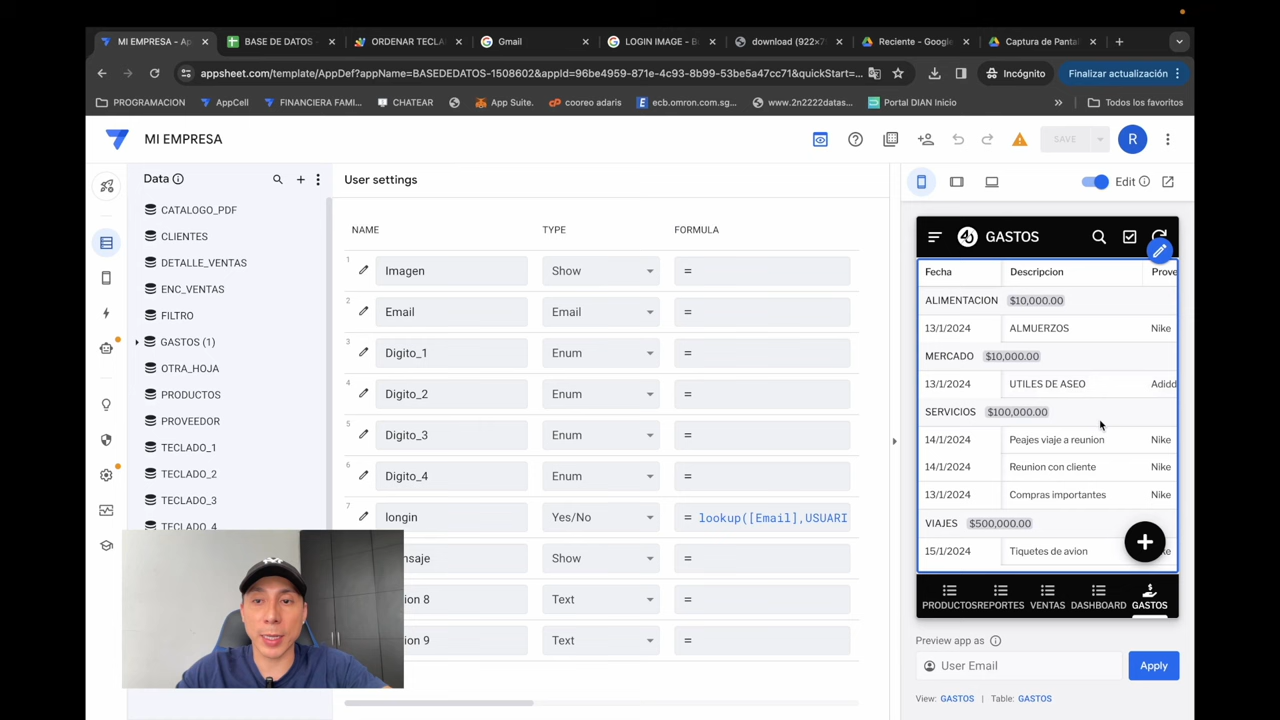 MI EMPRESA - Ap
BASE DE DATOS -
ORDENAR TECLA
Gmail
LOGIN IMAGE - B
download (922×7
Reciente - Google
Captura de Panta
appsheet.com/template/AppDef?appName=BASEDEDATOS-1508602&appId=96be4959-871e-4c93-8b99-53be5a47cc71&quickStart=...
Incógnito
Finalizar actualización
PROGRAMACION
AppCell
FINANCIERA FAMI...
CHATEAR
App Suite.
cooreo adaris
ecb.omron.com.sg...
www.2n2222datas...
Portal DIAN Inicio
»
Todos los favoritos
MI EMPRESA
SAVE
R
Data
User settings
Edit
CATALOGO_PDF
CLIENTES
DETALLE_VENTAS
ENC_VENTAS
FILTRO
GASTOS (1)
OTRA_HOJA
PRODUCTOS
PROVEEDOR
TECLADO_1
TECLADO_2
TECLADO_3
TECLADO_4
NAME TYPE FORMULA
1 Imagen Show =
2 Email Email =
3 Digito_1 Enum =
4 Digito_2 Enum =
5 Digito_3 Enum =
6 Digito_4 Enum =
7 longin Yes/No = lookup([Email],USUARI
nsaje Show =
ion 8 Text =
ion 9 Text =
GASTOS
Fecha Descripcion Prove
ALIMENTACION $10,000.00
13/1/2024 ALMUERZOS Nike
MERCADO $10,000.00
13/1/2024 UTILES DE ASEO Adidd
SERVICIOS $100,000.00
14/1/2024 Peajes viaje a reunion Nike
14/1/2024 Reunion con cliente Nike
13/1/2024 Compras importantes Nike
VIAJES $500,000.00
15/1/2024 Tiquetes de avion ke
PRODUCTOS REPORTES VENTAS DASHBOARD GASTOS
Preview app as
User Email
Apply
View: GASTOS | Table: GASTOS